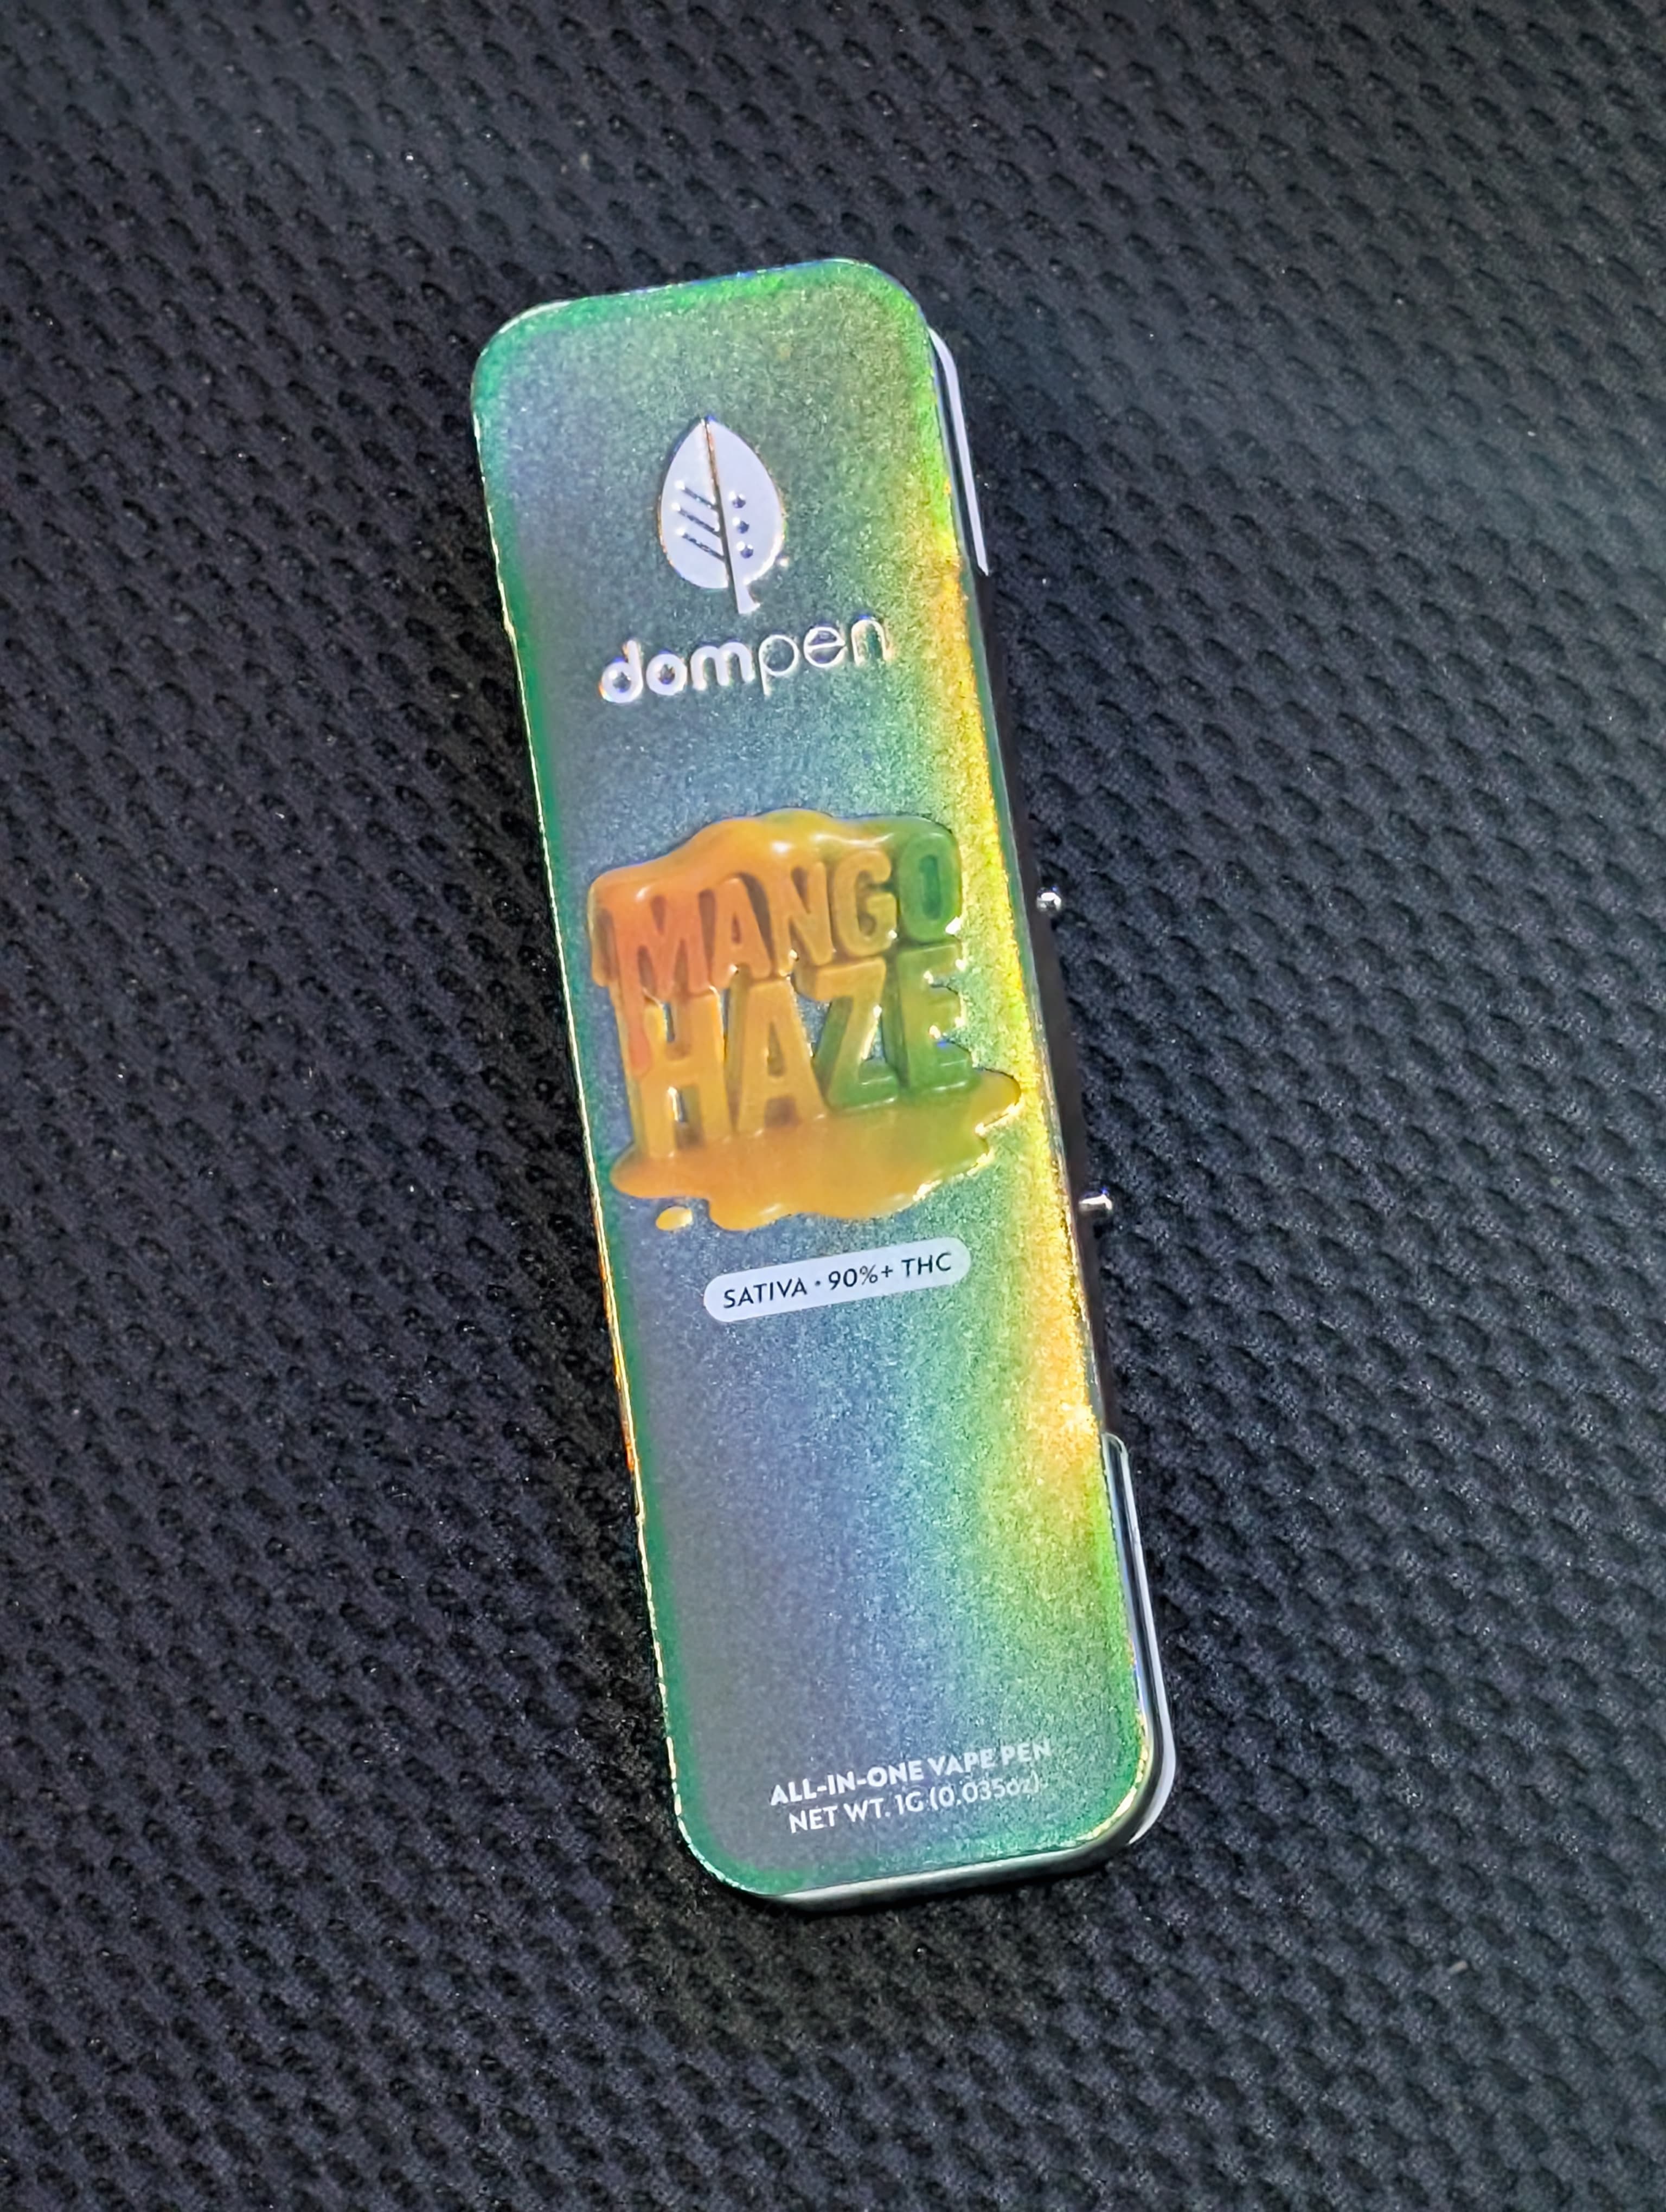 dompen
MANGO
HAZE
SATIVA • 90%+ THC
ALL-IN-ONE VAPE PEN
NET WT. 1G (0.035oz)